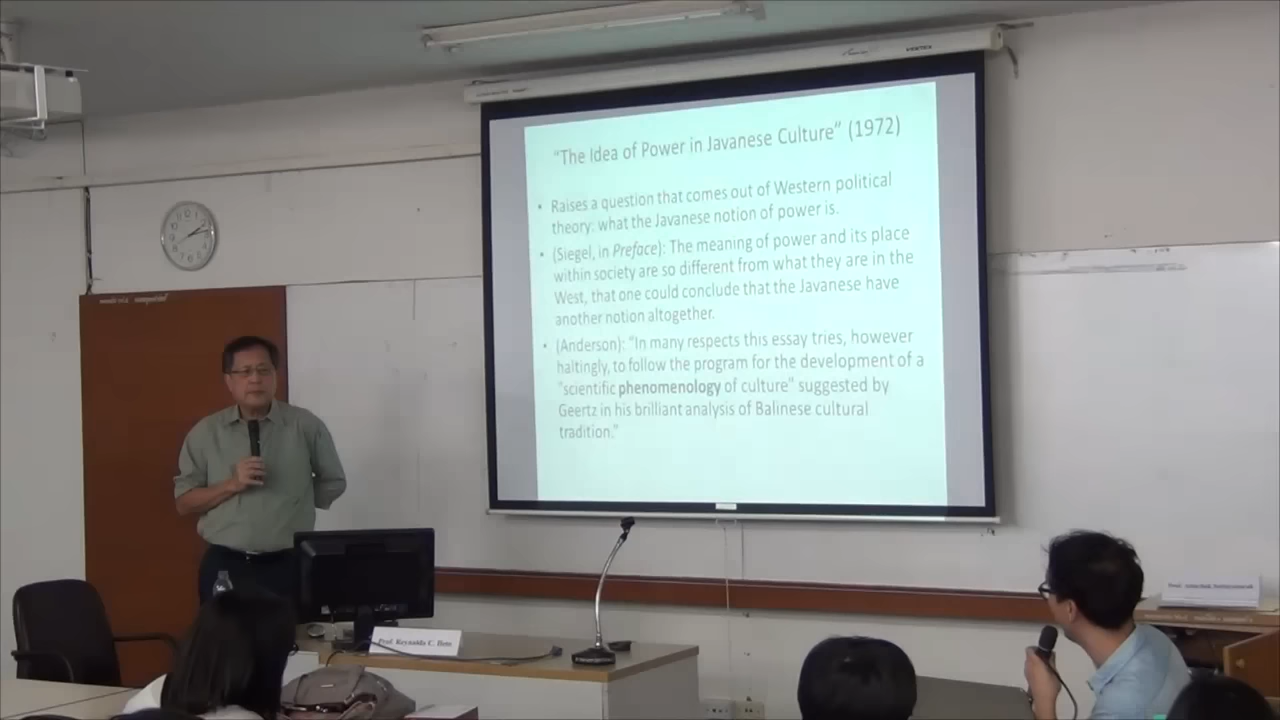 "The Idea of Power in Javanese Culture" (1972)
• Raises a question that comes out of Western political
theory: what the Javanese notion of power is.
• (Siegel, in Preface): The meaning of power and its place
within society are so different from what they are in the
West, that one could conclude that the Javanese have
another notion altogether.
• (Anderson): "In many respects this essay tries, however
haltingly, to follow the program for the development of a
"scientific phenomenology of culture" suggested by
Geertz in his brilliant analysis of Balinese cultural
tradition."
Prof. Reynaldo C. Ileto